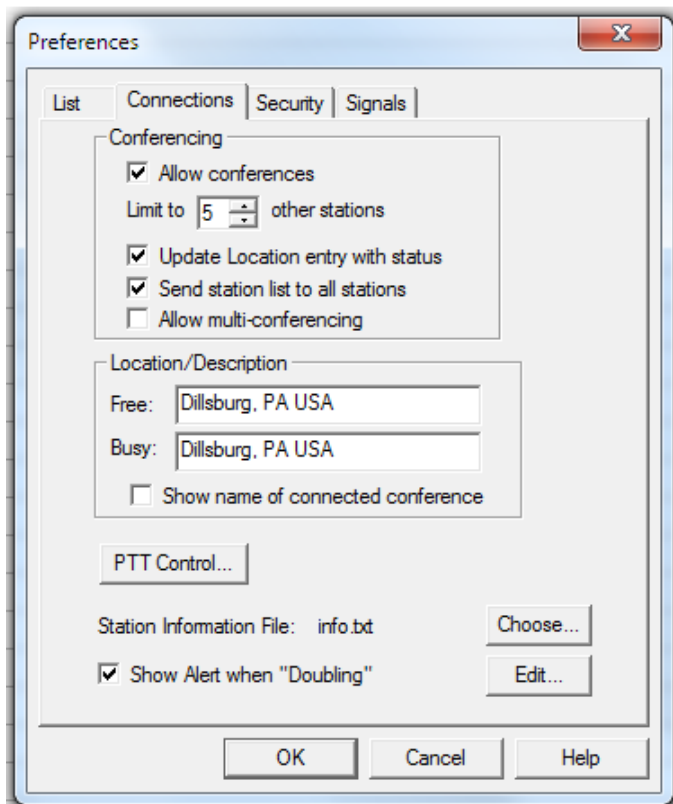 Preferences
List Connections Security Signals
Conferencing
Allow conferences
Limit to 5 other stations
Update Location entry with status
Send station list to all stations
Allow multi-conferencing
Location/Description
Free: Dillsburg, PA USA
Busy: Dillsburg, PA USA
Show name of connected conference
PTT Control...
Station Information File: info.txt Choose...
Show Alert when "Doubling" Edit...
OK Cancel Help